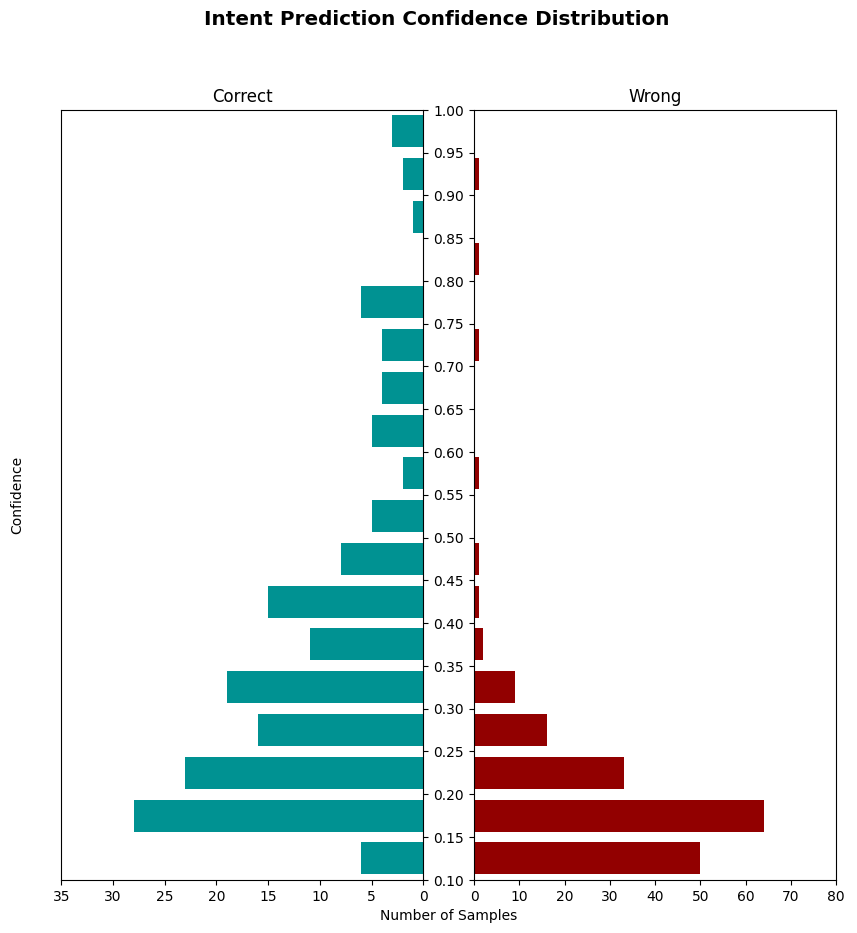 Intent Prediction Confidence Distribution
Correct
Wrong
1.00
0.95
0.90
0.85
0.80
0.75
0.70
0.65
0.60
0.55
0.50
0.45
0.40
0.35
0.30
0.25
0.20
0.15
0.10
Confidence
35 30 25 20 15 10 5 0
0 10 20 30 40 50 60 70 80
Number of Samples